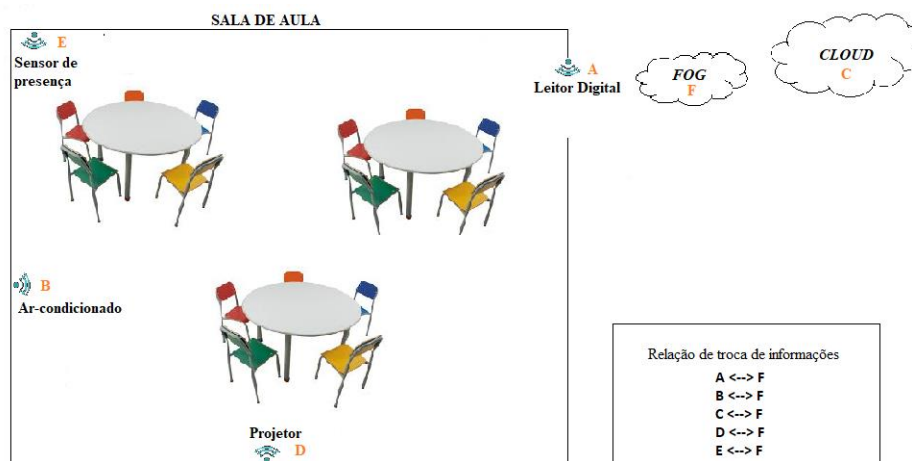 SALA DE AULA
E
Sensor de
presença
A
Leitor Digital
FOG
F
CLOUD
C
B
Ar-condicionado
Projetor
D
Relação de troca de informações
A <--> F
B <--> F
C <--> F
D <--> F
E <--> F